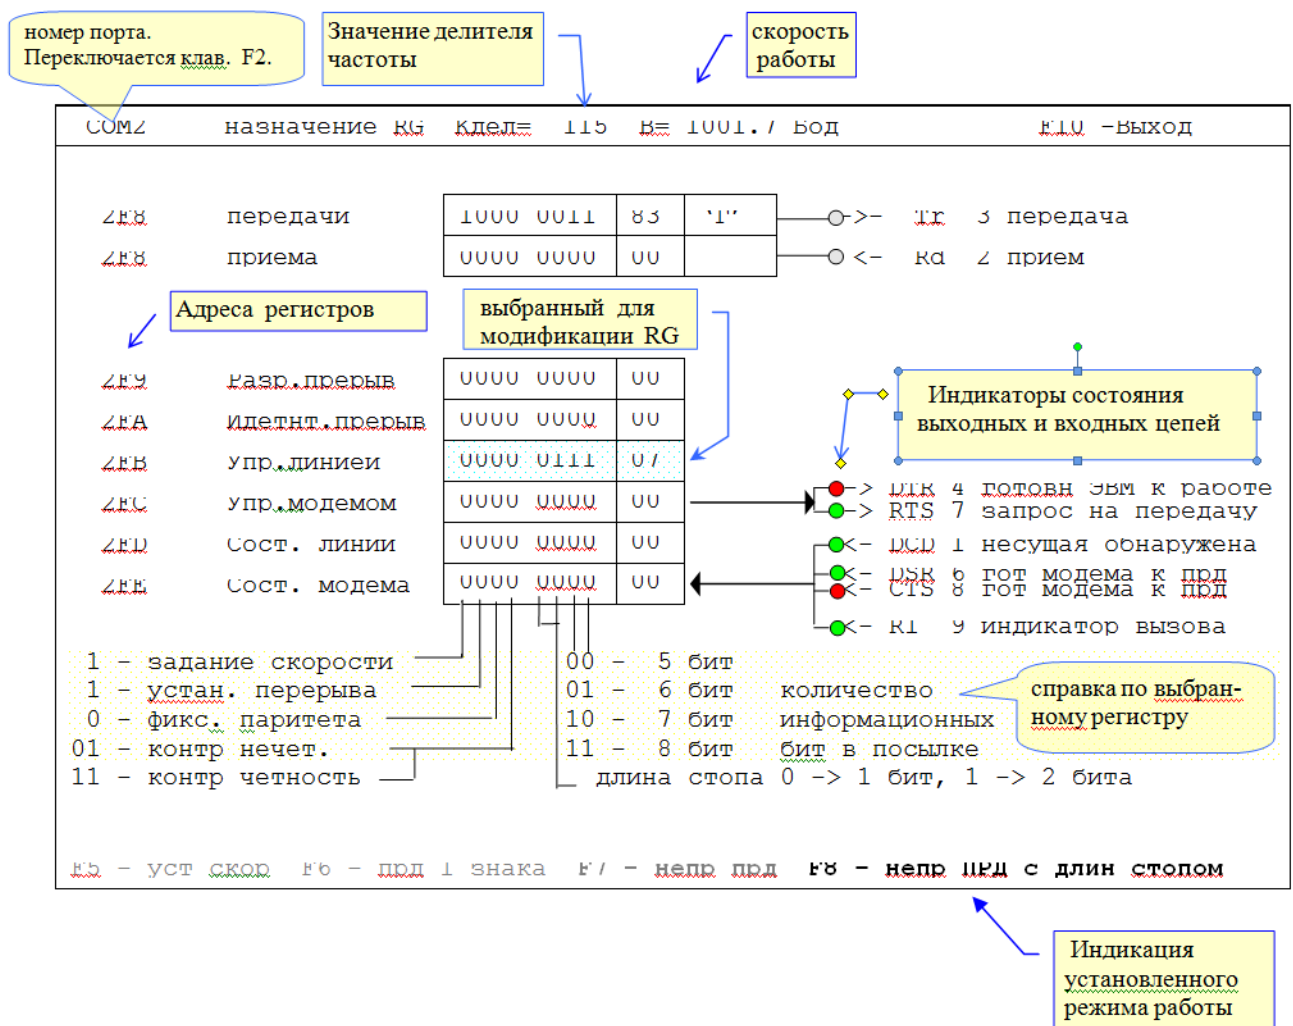 номер порта.
Переключается клав. F2.
Значение делителя
частоты
скорость
работы
COM2 назначение RG Кдел= 115 В= 1001.7 Бод F10 -Выход
2F8 передачи 1000 0011 83 "Г" ->- Tr 3 передача
2F8 приема 0000 0000 00 <- Rd 2 прием
Адреса регистров
выбранный для
модификации RG
2F9 Разр.прерыв 0000 0000 00
2FA Идетнт.прерыв 0000 0000 00
2FB Упр.линией 0000 0111 07
2FC Упр.модемом 0000 0000 00
2FD Сост. линии 0000 0000 00
2FE Сост. модема 0000 0000 00
Индикаторы состояния
выходных и входных цепей
-> DTR 4 готовн ЭВМ к работе
-> RTS 7 запрос на передачу
<- DCD 1 несущая обнаружена
<- DSR 6 гот модема к прд
<- CTS 8 гот модема к прд
<- RI 9 индикатор вызова
1 - задание скорости
1 - устан. перерыва
0 - фикс. паритета
01 - контр нечет.
11 - контр четность
00 - 5 бит
01 - 6 бит количество
10 - 7 бит информационных
11 - 8 бит бит в посылке
длина стопа 0 -> 1 бит, 1 -> 2 бита
справка по выбран-
ному регистру
F5 - уст скор F6 - прд 1 знака F7 - непр прд F8 - непр ПРД с длин стопом
Индикация
установленного
режима работы